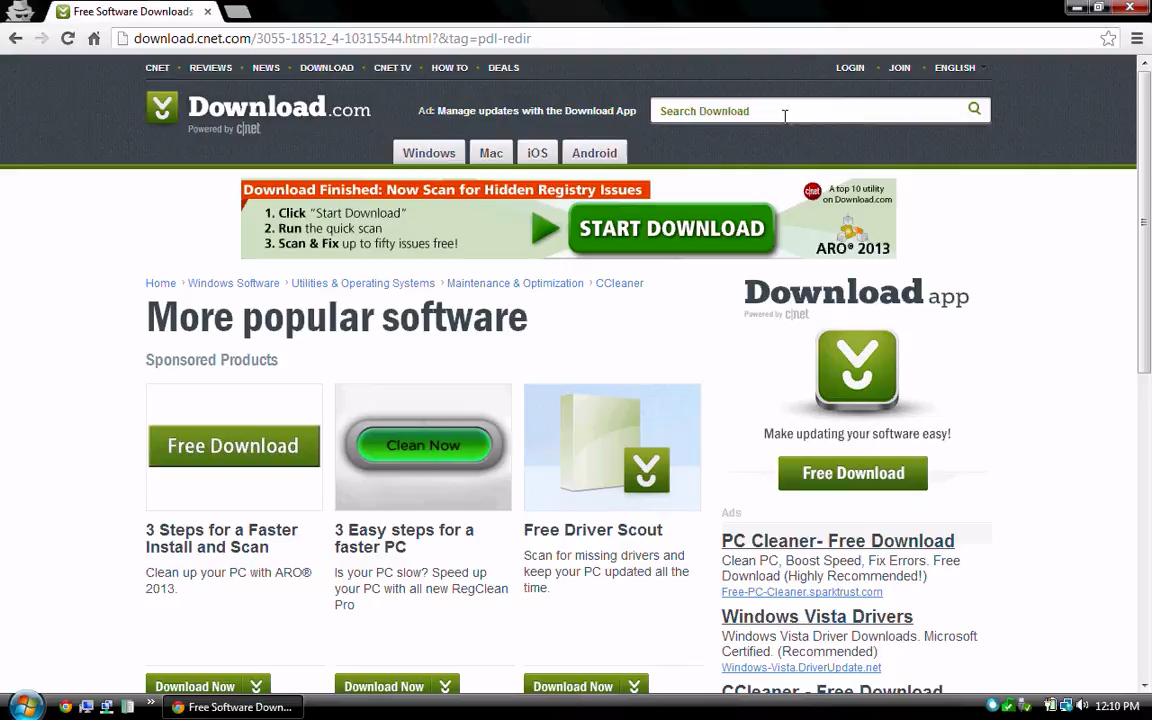 Free Software Downloads
download.cnet.com/3055-18512_4-10315544.html?&tag=pdl-redir
CNET REVIEWS NEWS DOWNLOAD CNET TV HOW TO DEALS LOGIN JOIN ENGLISH
Download.com
Powered by c|net
Ad: Manage updates with the Download App
Search Download
Windows Mac iOS Android
Download Finished: Now Scan for Hidden Registry Issues
1. Click "Start Download"
2. Run the quick scan
3. Scan & Fix up to fifty issues free!
START DOWNLOAD
c|net
A top 10 utility
on Download.com
ARO® 2013
Home › Windows Software › Utilities & Operating Systems › Maintenance & Optimization › CCleaner
More popular software
Sponsored Products
Free Download
Clean Now
3 Steps for a Faster
Install and Scan
Clean up your PC with ARO®
2013.
3 Easy steps for a
faster PC
Is your PC slow? Speed up
your PC with all new RegClean
Pro
Free Driver Scout
Scan for missing drivers and
keep your PC updated all the
time.
Download Now
Download Now
Download Now
Download app
Powered by c|net
Make updating your software easy!
Free Download
Ads
PC Cleaner- Free Download
Clean PC, Boost Speed, Fix Errors. Free
Download (Highly Recommended!)
Free-PC-Cleaner.sparktrust.com
Windows Vista Drivers
Windows Vista Driver Downloads. Microsoft
Certified. (Recommended)
Windows-Vista.DriverUpdate.net
CCleaner - Free Download
Free Software Down...
12:10 PM